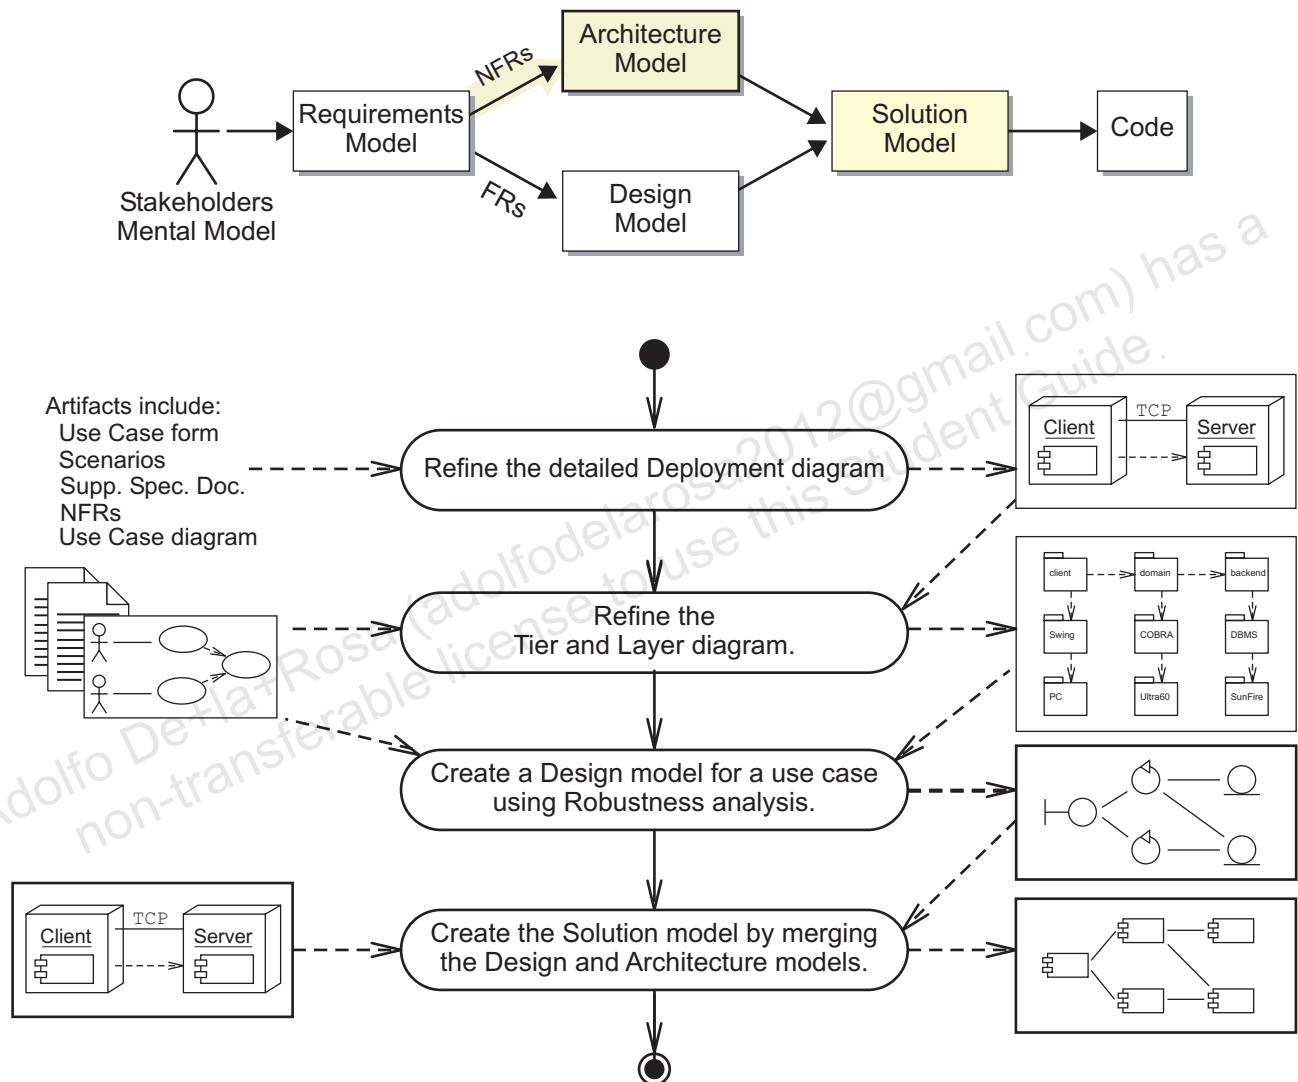 Architecture
Model
NFRs
Requirements
Model
Solution
Model
Code
FRs
Design
Model
Stakeholders
Mental Model
Adolfo De+la+Rosa (adolfodelarosa2012@gmail.com) has a
non-transferable license to use this Student Guide.
Artifacts include:
Use Case form
Scenarios
Supp. Spec. Doc.
NFRs
Use Case diagram
Refine the detailed Deployment diagram
Client
TCP
Server
Refine the
Tier and Layer diagram.
client
domain
backend
Swing
COBRA
DBMS
PC
Ultra60
SunFire
Create a Design model for a use case
using Robustness analysis.
Client
TCP
Server
Create the Solution model by merging
the Design and Architecture models.